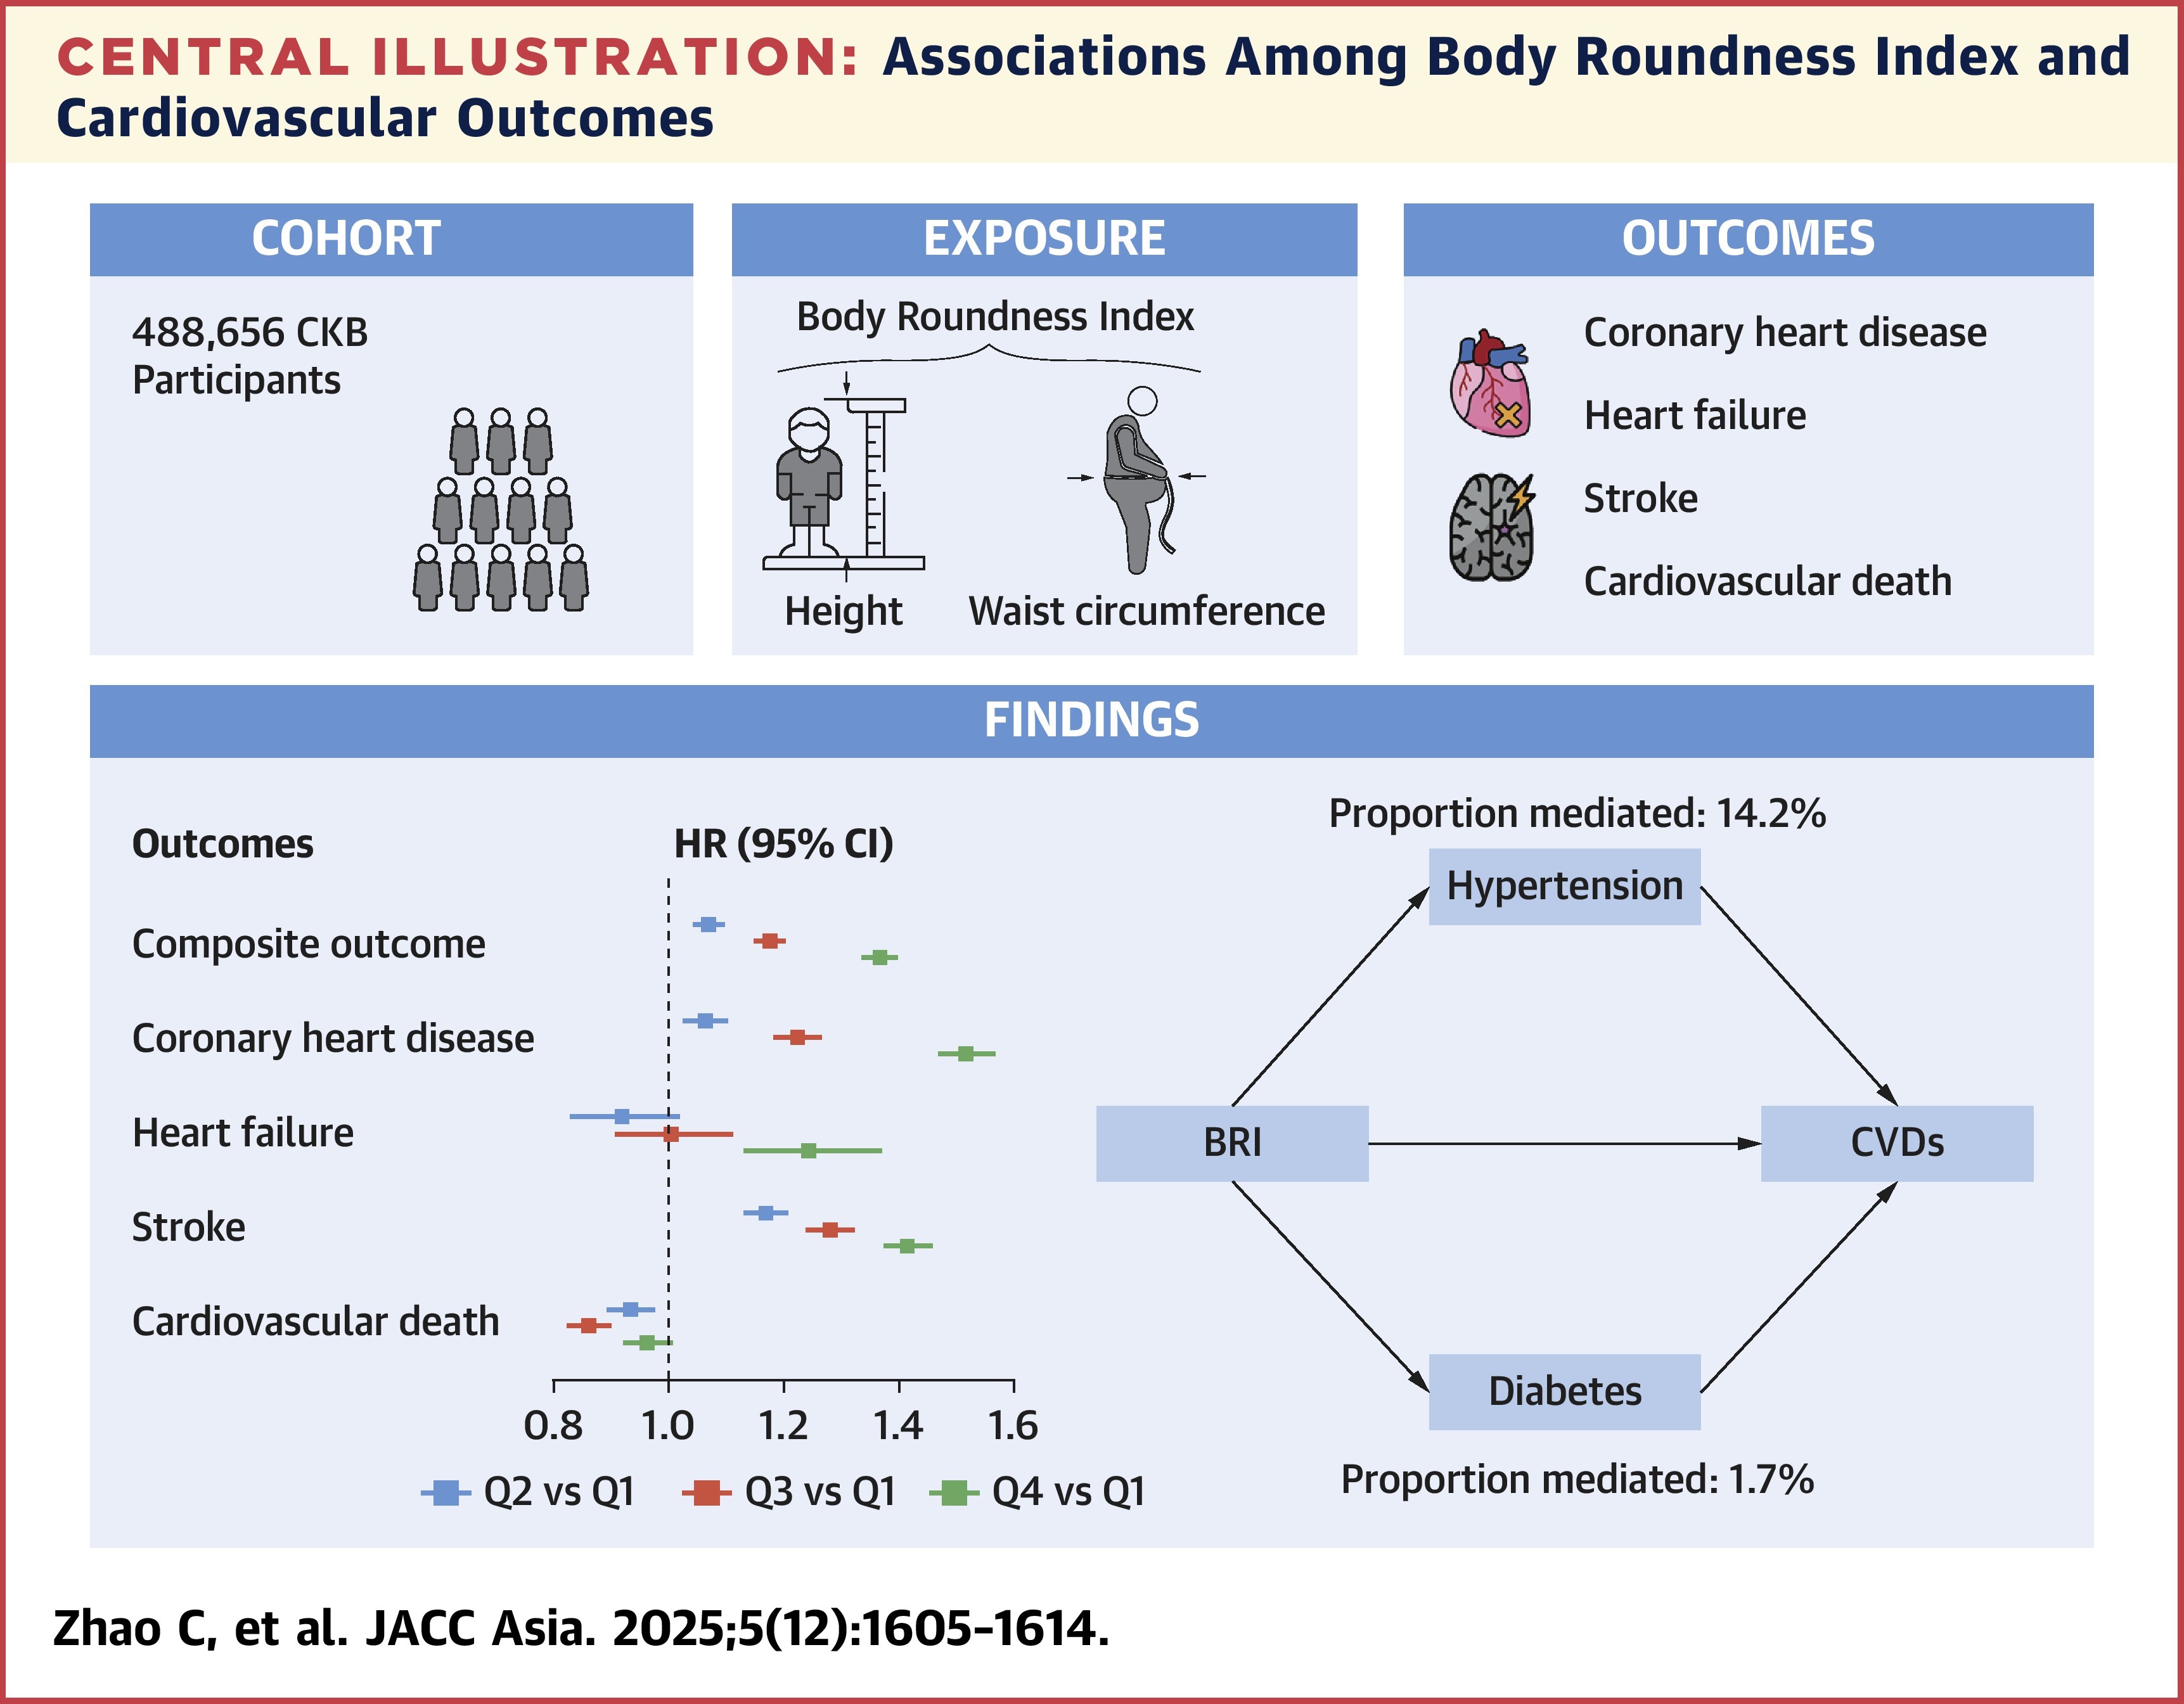 CENTRAL ILLUSTRATION: Associations Among Body Roundness Index and
Cardiovascular Outcomes
COHORT
488,656 CKB
Participants
EXPOSURE
Body Roundness Index
Height
Waist circumference
OUTCOMES
Coronary heart disease
Heart failure
Stroke
Cardiovascular death
FINDINGS
Outcomes
HR (95% CI)
Composite outcome
Coronary heart disease
Heart failure
Stroke
Cardiovascular death
0.8 1.0 1.2 1.4 1.6
Q2 vs Q1 Q3 vs Q1 Q4 vs Q1
Proportion mediated: 14.2%
Hypertension
BRI
CVDs
Diabetes
Proportion mediated: 1.7%
Zhao C, et al. JACC Asia. 2025;5(12):1605–1614.